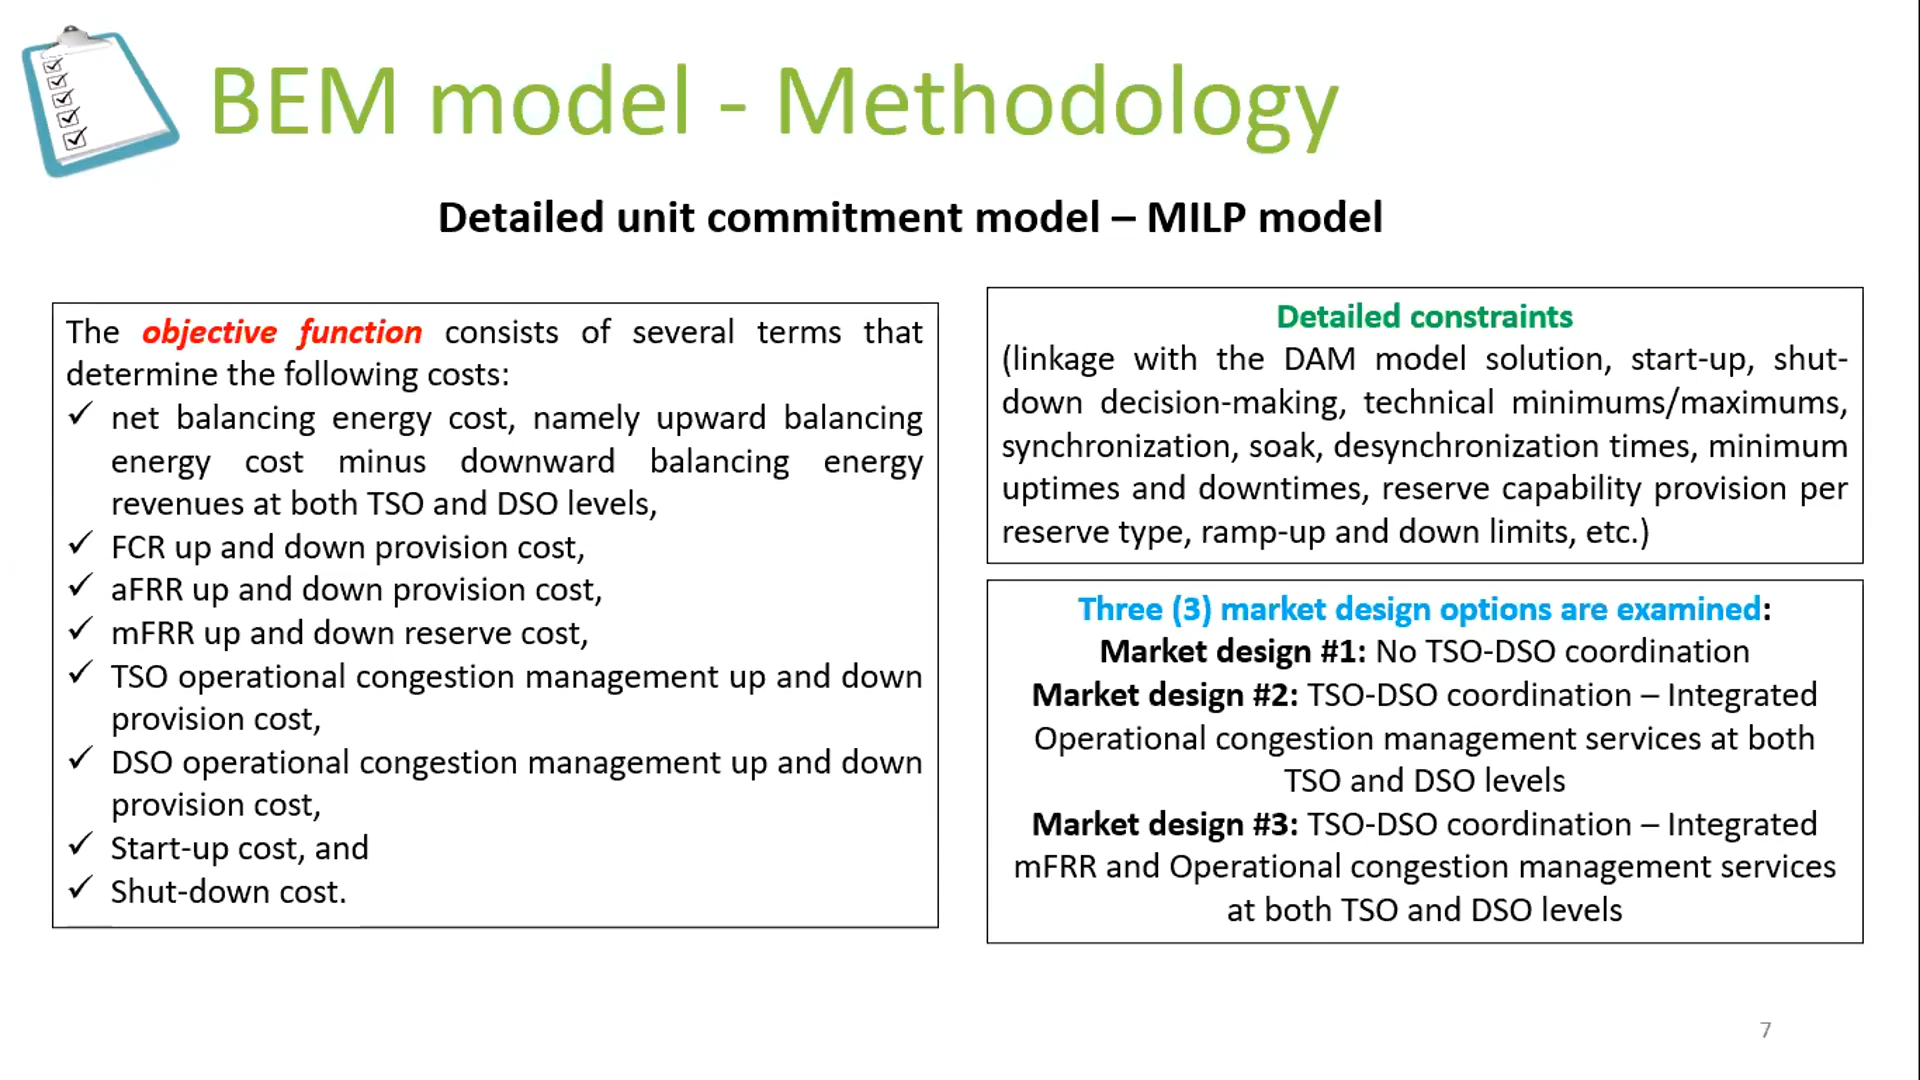 BEM model - Methodology
Detailed unit commitment model – MILP model
The objective function consists of several terms that
determine the following costs:
✓ net balancing energy cost, namely upward balancing
energy cost minus downward balancing energy
revenues at both TSO and DSO levels,
✓ FCR up and down provision cost,
✓ aFRR up and down provision cost,
✓ mFRR up and down reserve cost,
✓ TSO operational congestion management up and down
provision cost,
✓ DSO operational congestion management up and down
provision cost,
✓ Start-up cost, and
✓ Shut-down cost.
Detailed constraints
(linkage with the DAM model solution, start-up, shut-
down decision-making, technical minimums/maximums,
synchronization, soak, desynchronization times, minimum
uptimes and downtimes, reserve capability provision per
reserve type, ramp-up and down limits, etc.)
Three (3) market design options are examined:
Market design #1: No TSO-DSO coordination
Market design #2: TSO-DSO coordination – Integrated
Operational congestion management services at both
TSO and DSO levels
Market design #3: TSO-DSO coordination – Integrated
mFRR and Operational congestion management services
at both TSO and DSO levels
7